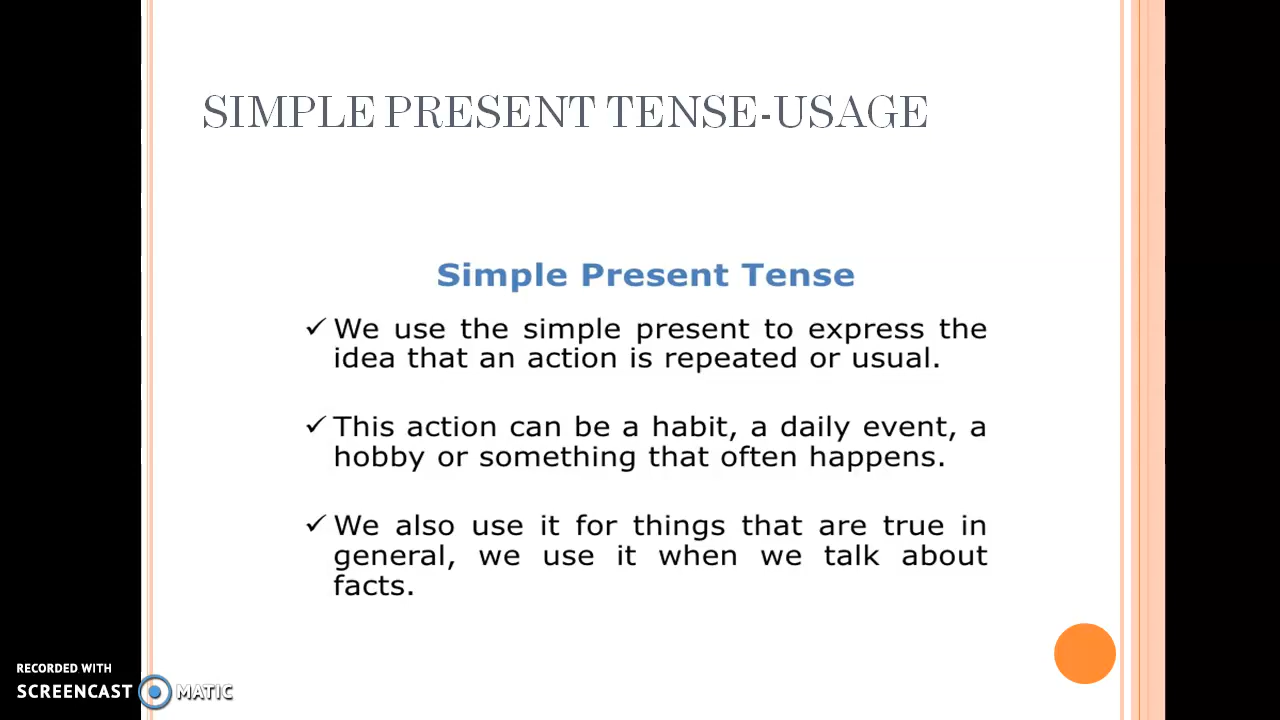 SIMPLE PRESENT TENSE-USAGE
Simple Present Tense
✓ We use the simple present to express the
idea that an action is repeated or usual.
✓ This action can be a habit, a daily event, a
hobby or something that often happens.
✓ We also use it for things that are true in
general, we use it when we talk about
facts.
RECORDED WITH
SCREENCAST MATIC